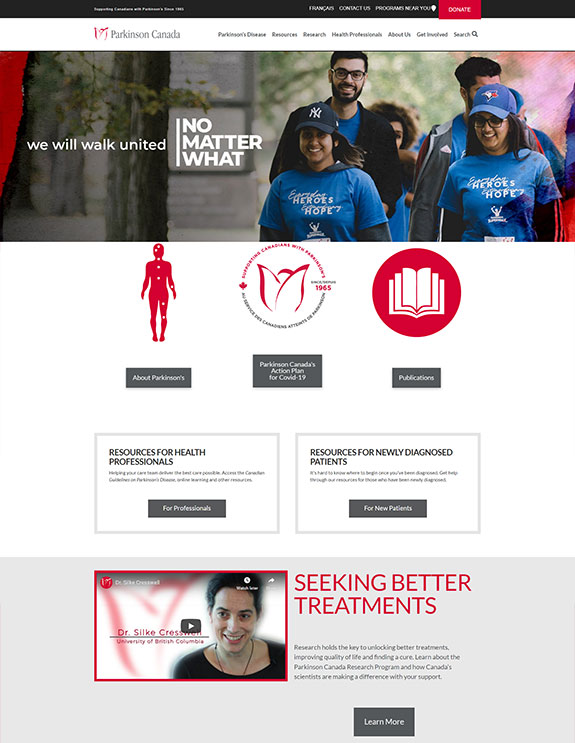 Supporting Canadians with Parkinson's Since 1965
FRANÇAIS CONTACT US PROGRAMS NEAR YOU DONATE
Parkinson Canada
Parkinson's Disease Resources Research Health Professionals About Us Get Involved Search
we will walk united
NO
MATTER
WHAT
NY
Everyday
HEROES
HOPE
Everyday
HEROES
HOPE
SUPPORTING CANADIANS WITH PARKINSON'S
SINCE/DEPUIS
1965
AU SERVICE DES CANADIENS ATTEINTS DE PARKINSON
About Parkinson's
Parkinson Canada's
Action Plan
for Covid-19
Publications
RESOURCES FOR HEALTH
PROFESSIONALS
Helping your care team deliver the best care possible. Access the Canadian
Guidelines on Parkinson's Disease, online learning and other resources.
For Professionals
RESOURCES FOR NEWLY DIAGNOSED
PATIENTS
It's hard to know where to begin once you've been diagnosed. Get help
through our resources for those who have been newly diagnosed.
For New Patients
Dr. Silke Cresswell
Watch later
Dr. Silke Cresswell
University of British Columbia
SEEKING BETTER
TREATMENTS
Research holds the key to unlocking better treatments,
improving quality of life and finding a cure. Learn about the
Parkinson Canada Research Program and how Canada's
scientists are making a difference with your support.
Learn More